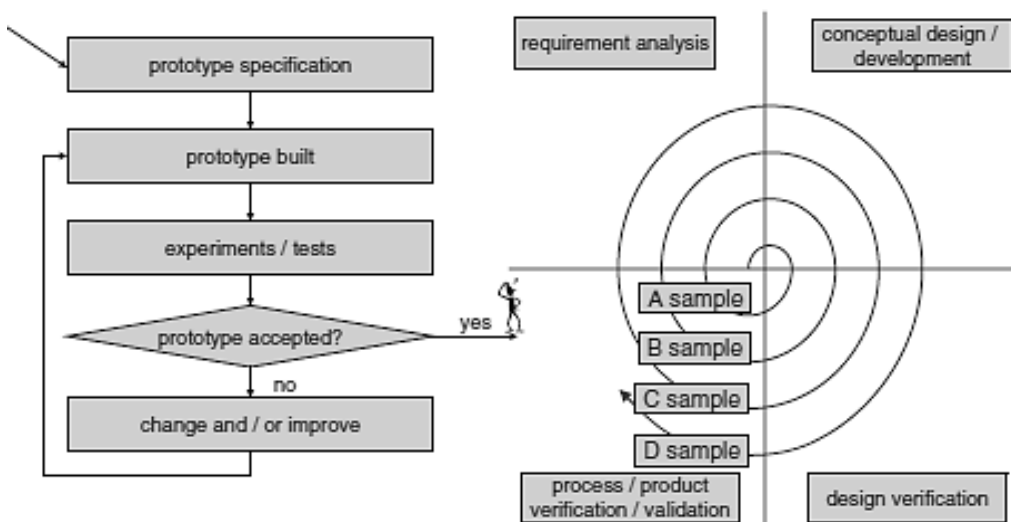 prototype specification
prototype built
experiments / tests
prototype accepted?
yes
no
change and / or improve
requirement analysis
conceptual design /
development
A sample
B sample
C sample
D sample
process / product
verification / validation
design verification